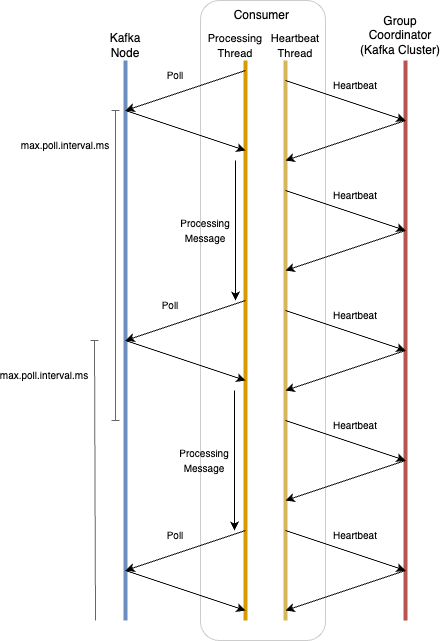 Consumer
Kafka
Node
Processing
Thread
Heartbeat
Thread
Group
Coordinator
(Kafka Cluster)
Poll
Heartbeat
max.poll.interval.ms
Heartbeat
Processing
Message
Poll
Heartbeat
max.poll.interval.ms
Heartbeat
Processing
Message
Poll
Heartbeat